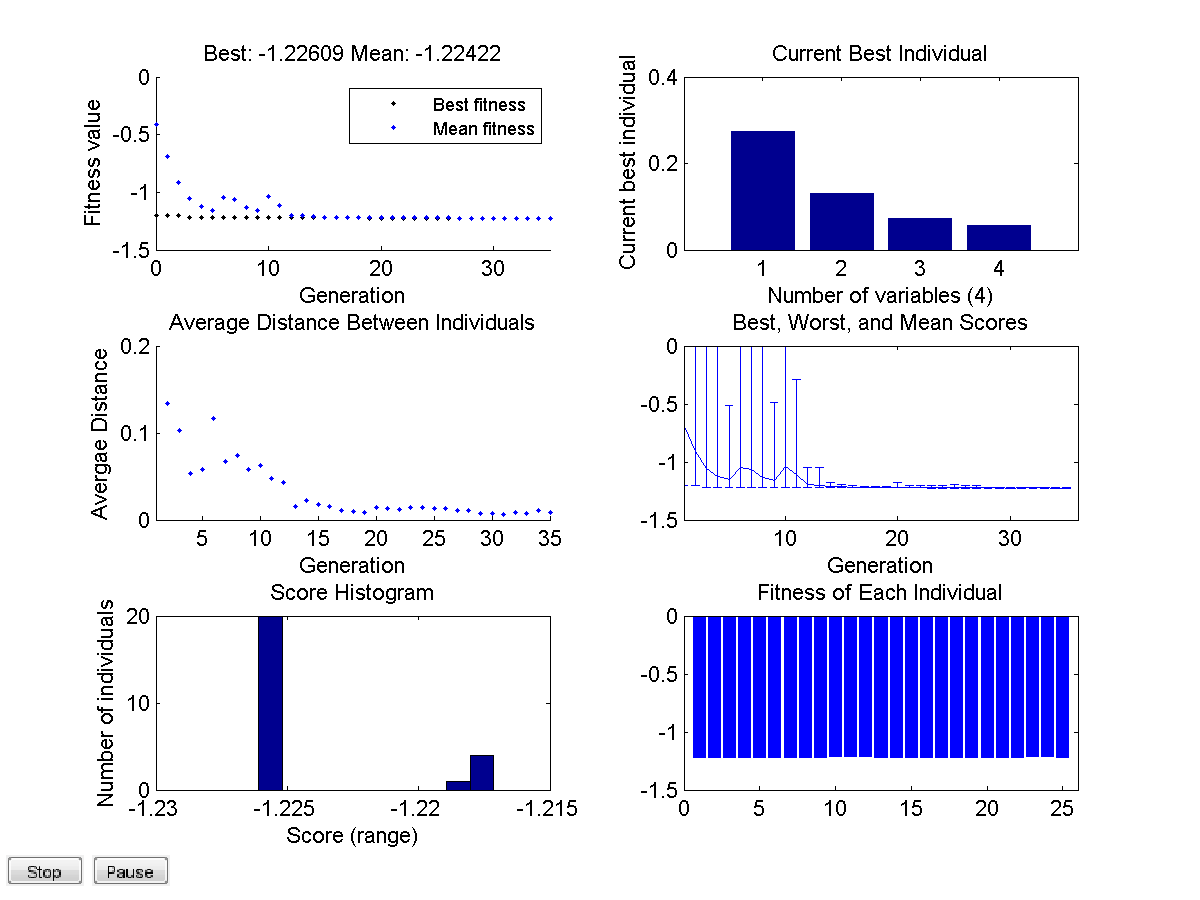 Best: -1.22609 Mean: -1.22422
Fitness value
0
-0.5
-1
-1.5
Best fitness
Mean fitness
0 10 20 30
Generation
Current Best Individual
Current best individual
0.4
0.2
0
1 2 3 4
Number of variables (4)
Average Distance Between Individuals
Avergae Distance
0.2
0.1
0
5 10 15 20 25 30 35
Generation
Best, Worst, and Mean Scores
0
-0.5
-1
-1.5
10 20 30
Generation
Score Histogram
Number of individuals
20
10
0
-1.23 -1.225 -1.22 -1.215
Score (range)
Fitness of Each Individual
0
-0.5
-1
-1.5
0 5 10 15 20 25
Stop Pause